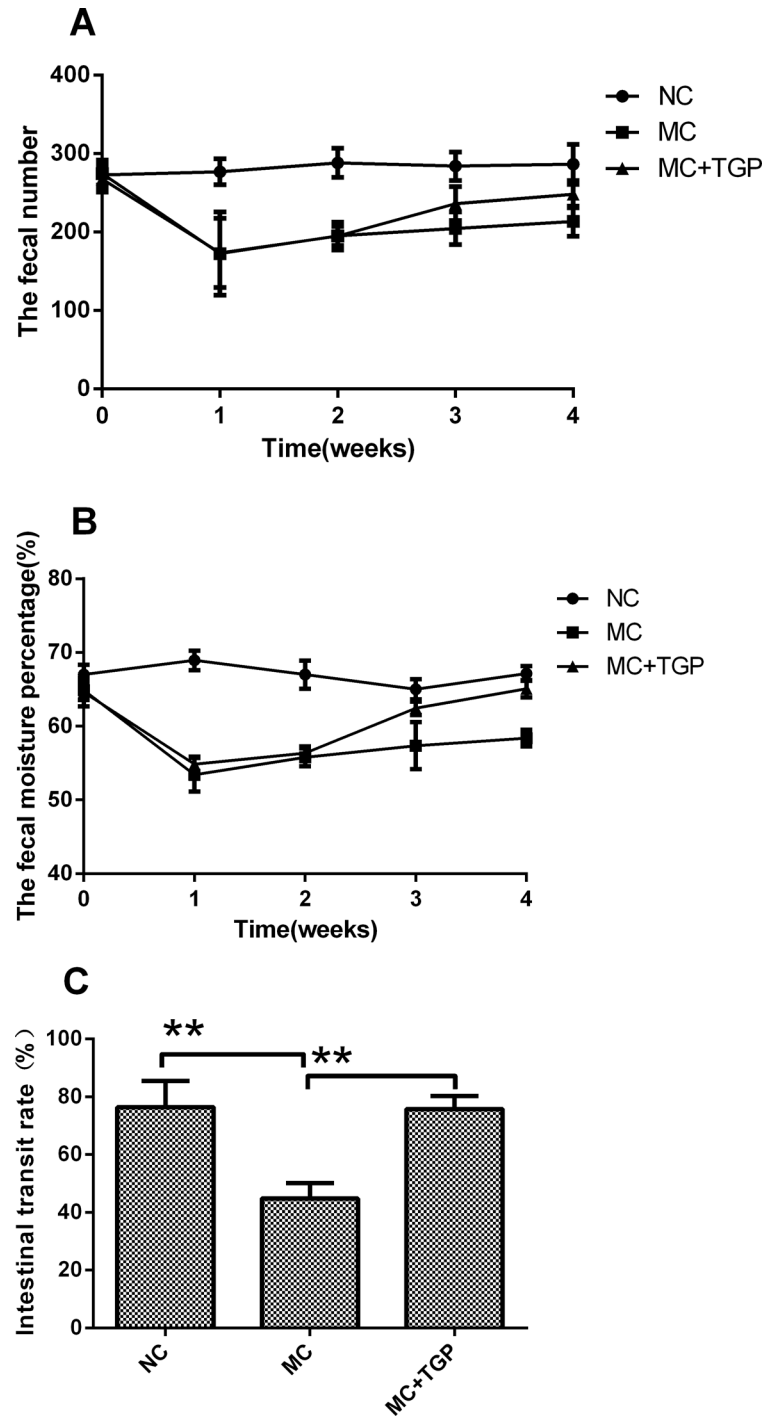 A
The fecal number
400
300
200
100
0
0 1 2 3 4
Time(weeks)
NC
MC
MC+TGP
B
The fecal moisture percentage(%)
80
70
60
50
40
0 1 2 3 4
Time(weeks)
NC
MC
MC+TGP
C
Intestinal transit rate (%)
100
80
60
40
20
0
**
**
NC MC MC+TGP